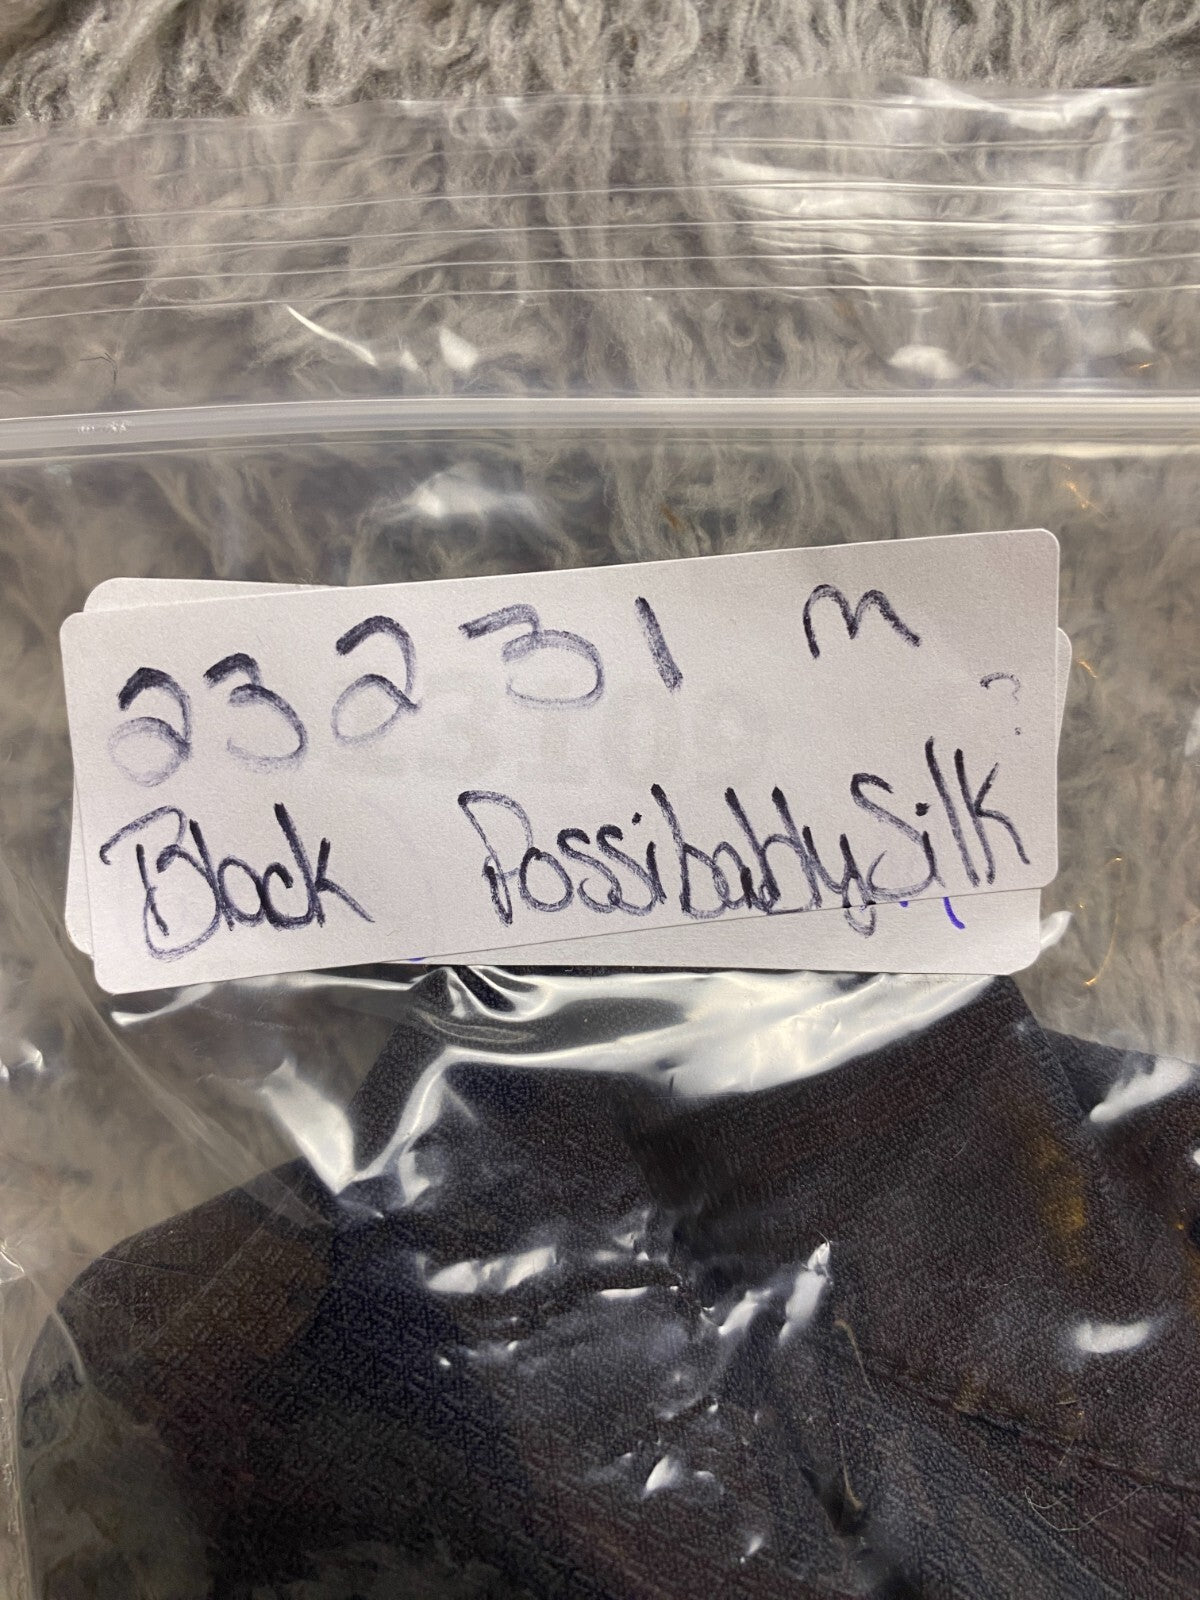 23231 M
?
Black Possibably Silk